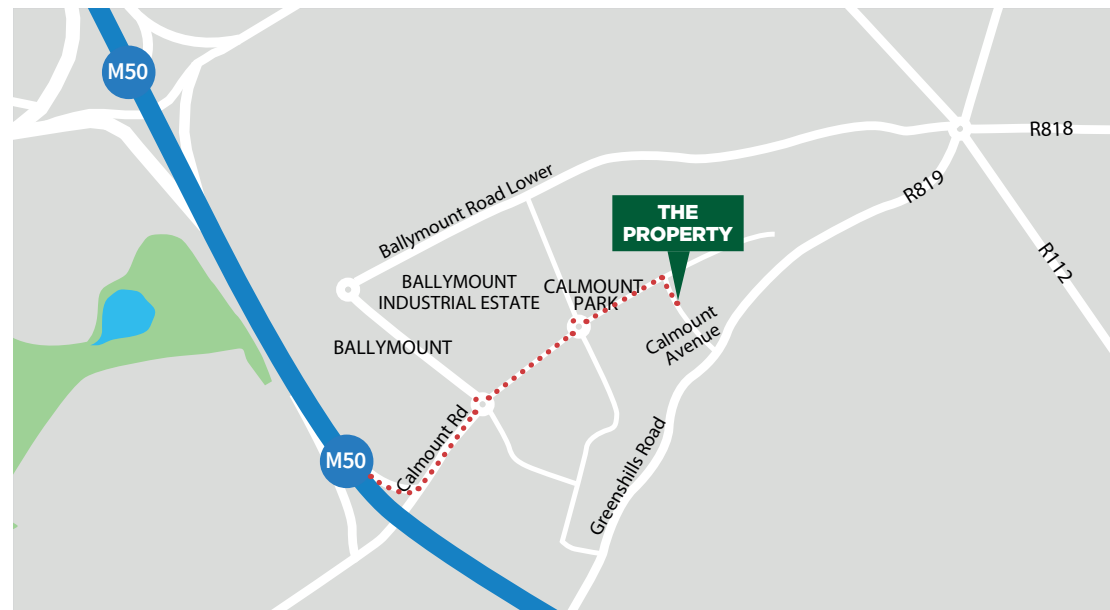 M50
R818
Ballymount Road Lower
R819
THE
PROPERTY
R112
BALLYMOUNT
INDUSTRIAL ESTATE
CALMOUNT
PARK
Calmount
Avenue
BALLYMOUNT
Calmount Rd
M50
Greenshills Road